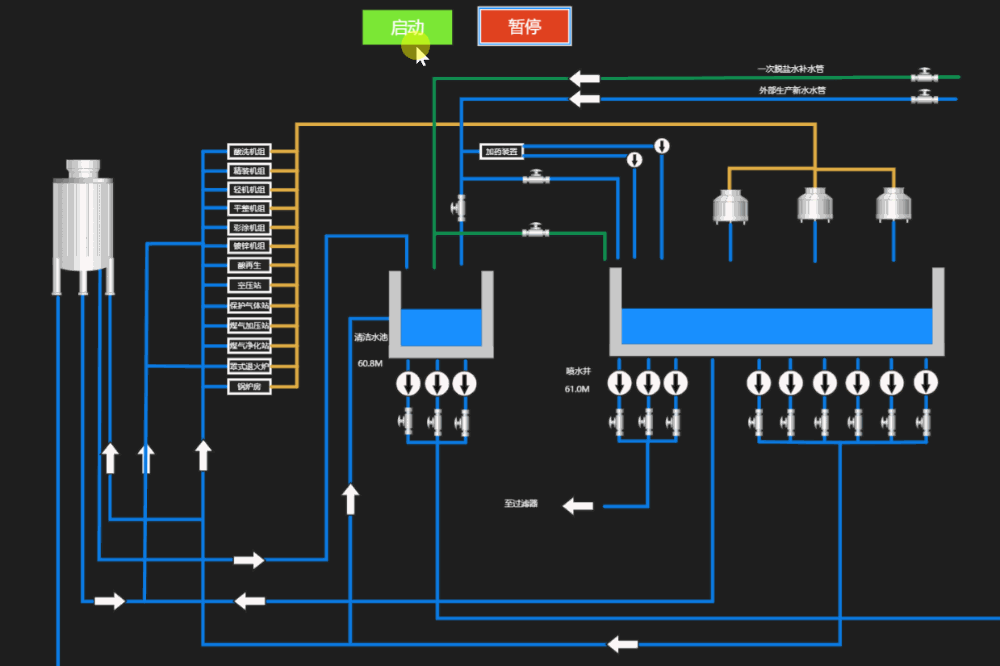 启动
暂停
一次脱盐水补水管
外部生产新水水管
加药装置
酸洗机组
精整机组
轻机机组
平整机组
彩涂机组
镀锌机组
酸再生
空压站
保护气体站
煤气加压站
煤气净化站
罩式退火炉
锅炉房
清洁水池
60.8M
喷水井
61.0M
至过滤器